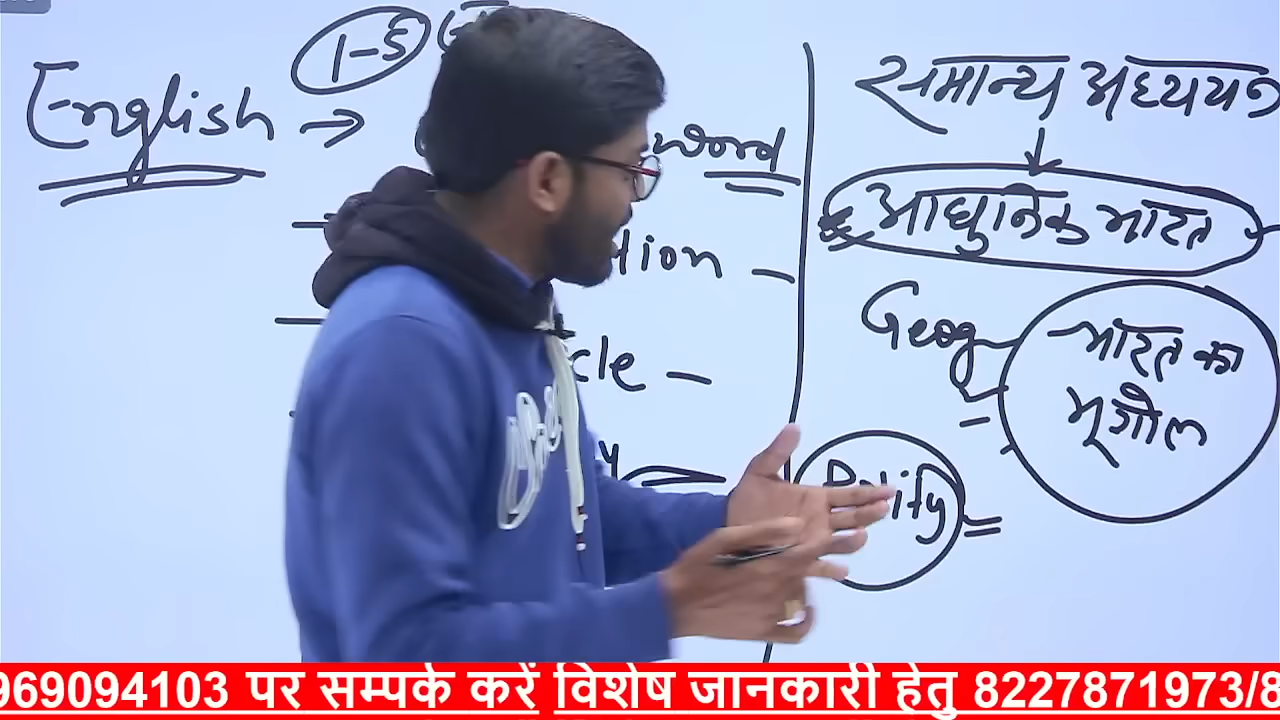 1-5
English → word
tion –
cle –
y
सामान्य अध्ययन
↓
आधुनिक भारत
Geog
भारत का
भूगोल
Polity
969094103 पर सम्पर्क करें विशेष जानकारी हेतु 8227871973/8